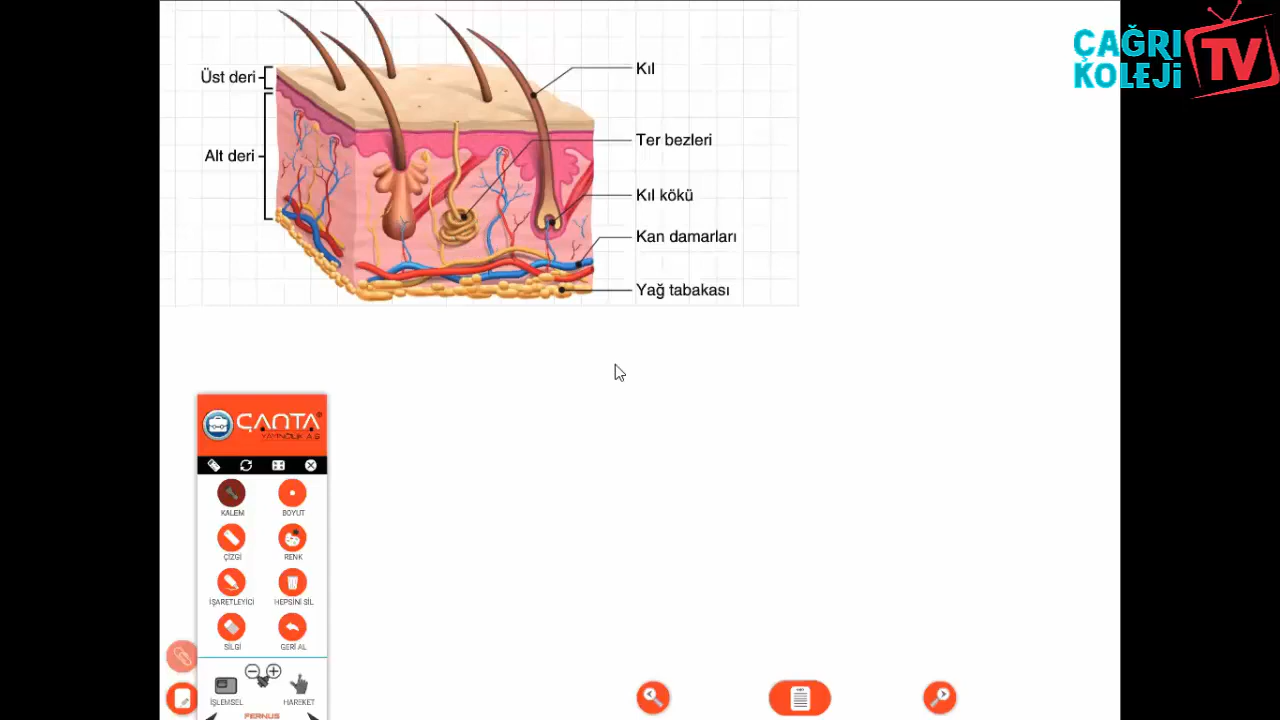 ÇAĞRI
KOLEJİ
TV
Üst deri
Alt deri
Kıl
Ter bezleri
Kıl kökü
Kan damarları
Yağ tabakası
ÇANTA
YAYINCILIK A.Ş
KALEM
BOYUT
ÇİZGİ
RENK
İŞARETLEYİCİ
HEPSİNİ SİL
SİLGİ
GERİ AL
İŞLEMSEL
HAREKET
FERNUS